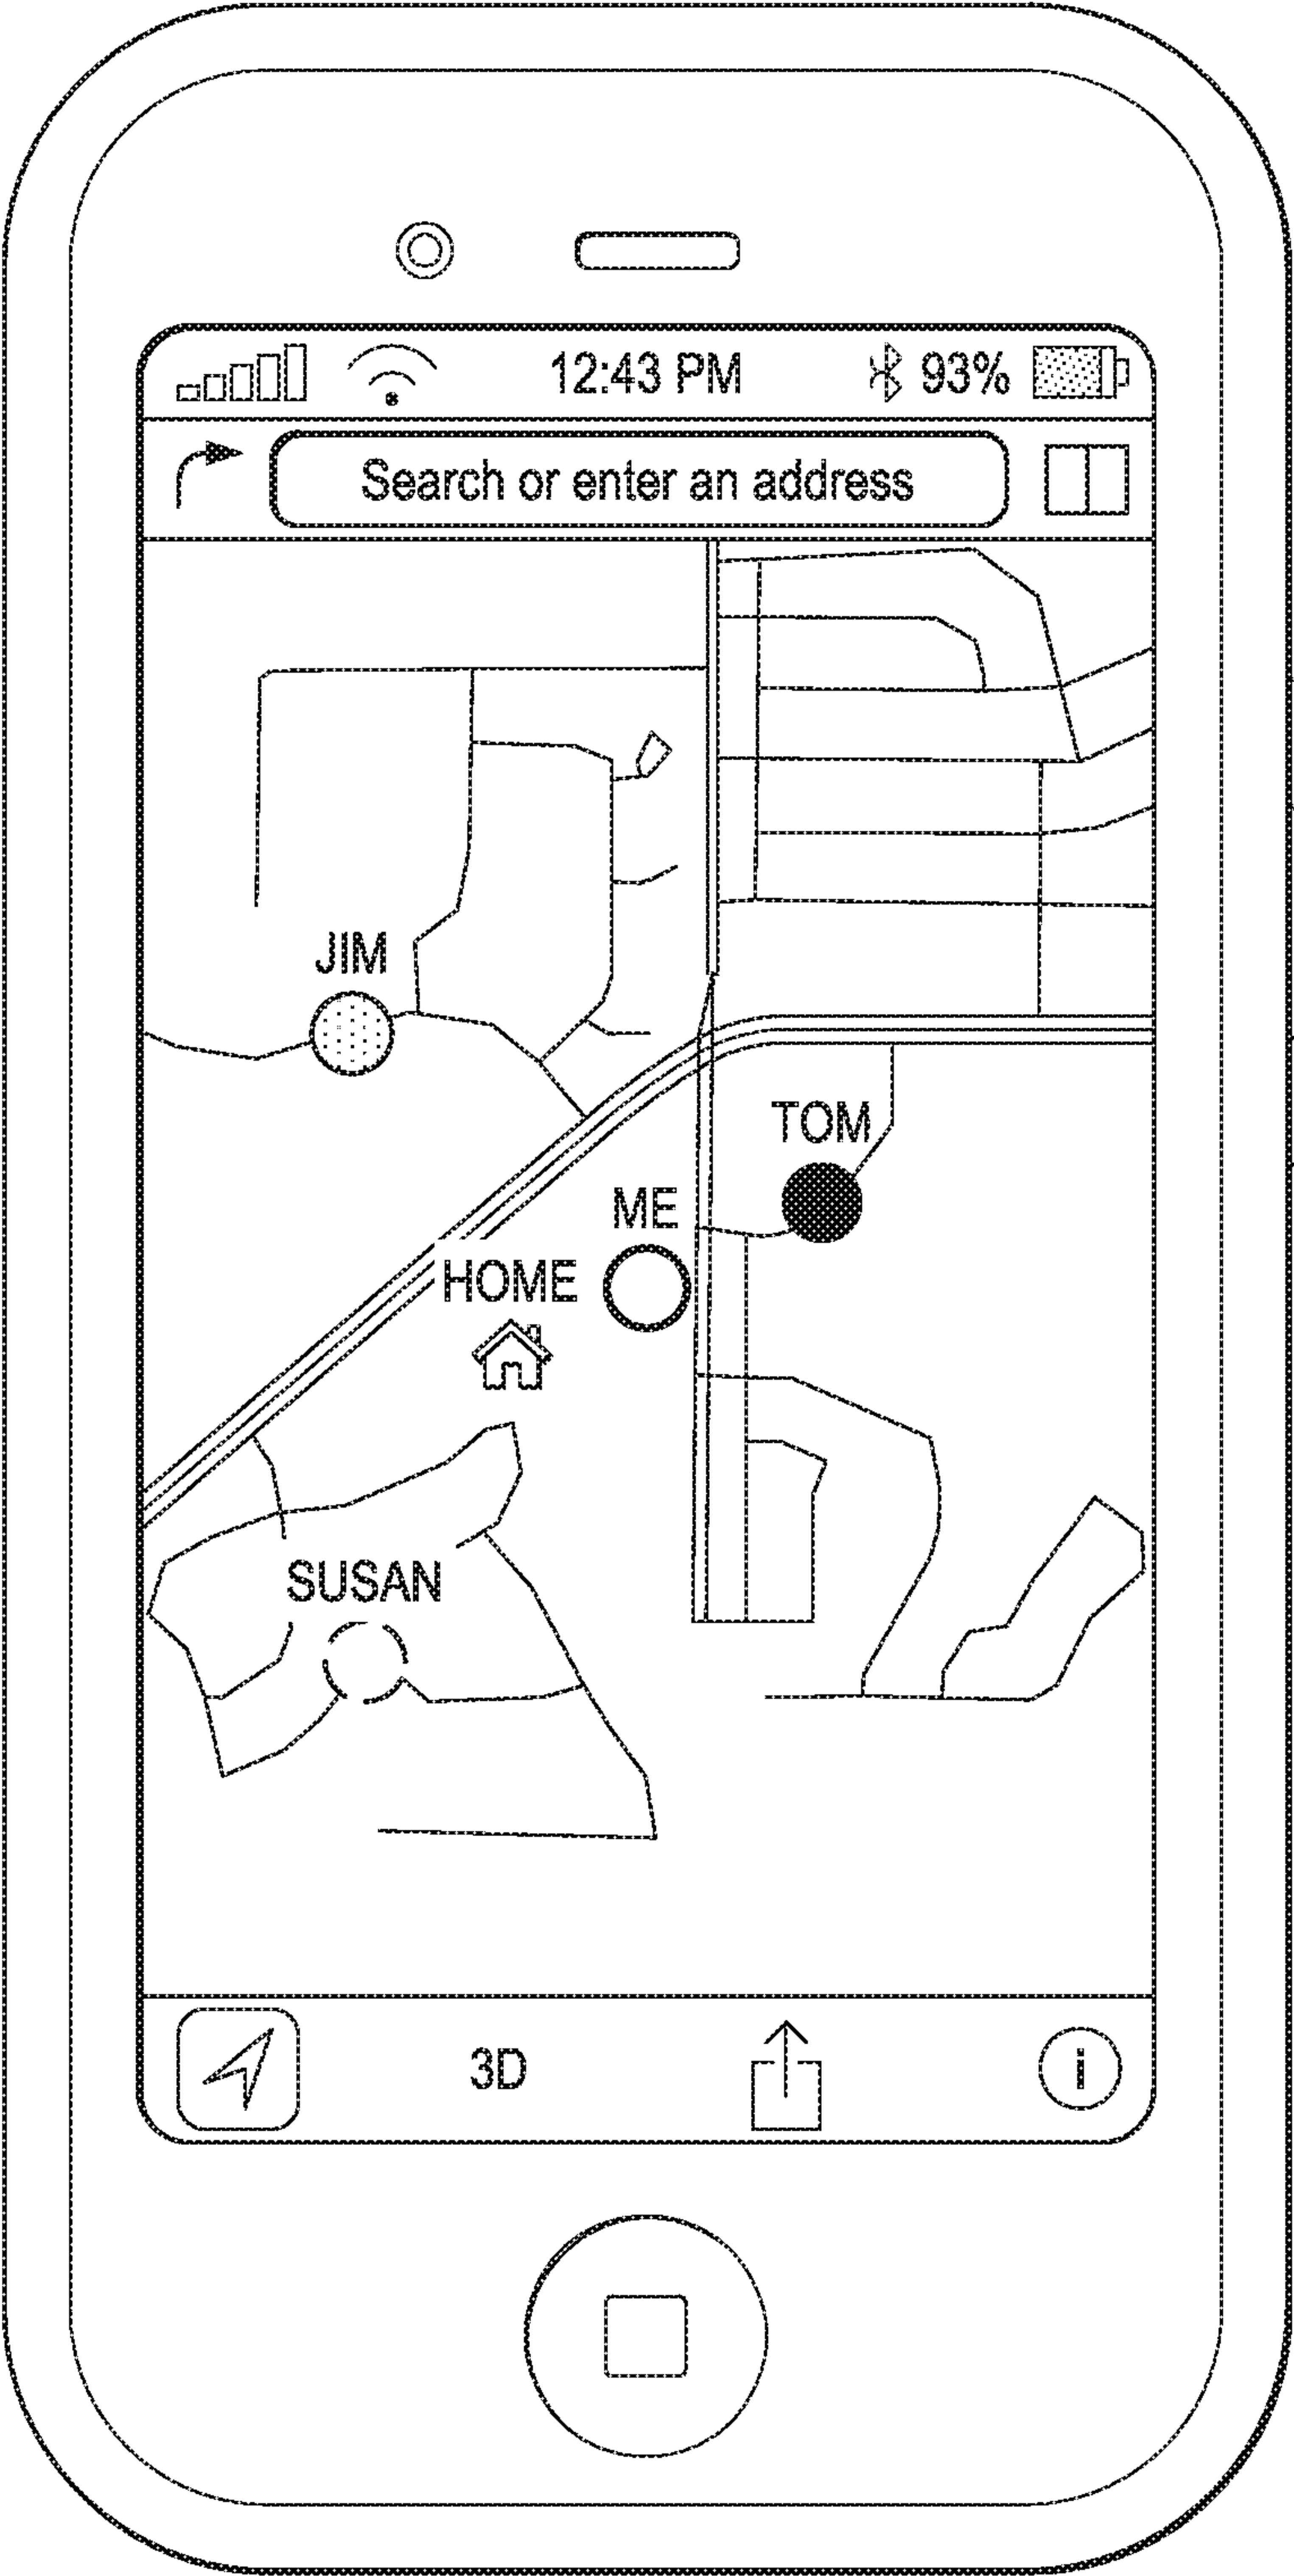 12:43 PM 93%
Search or enter an address
JIM
TOM
ME
HOME
SUSAN
3D i